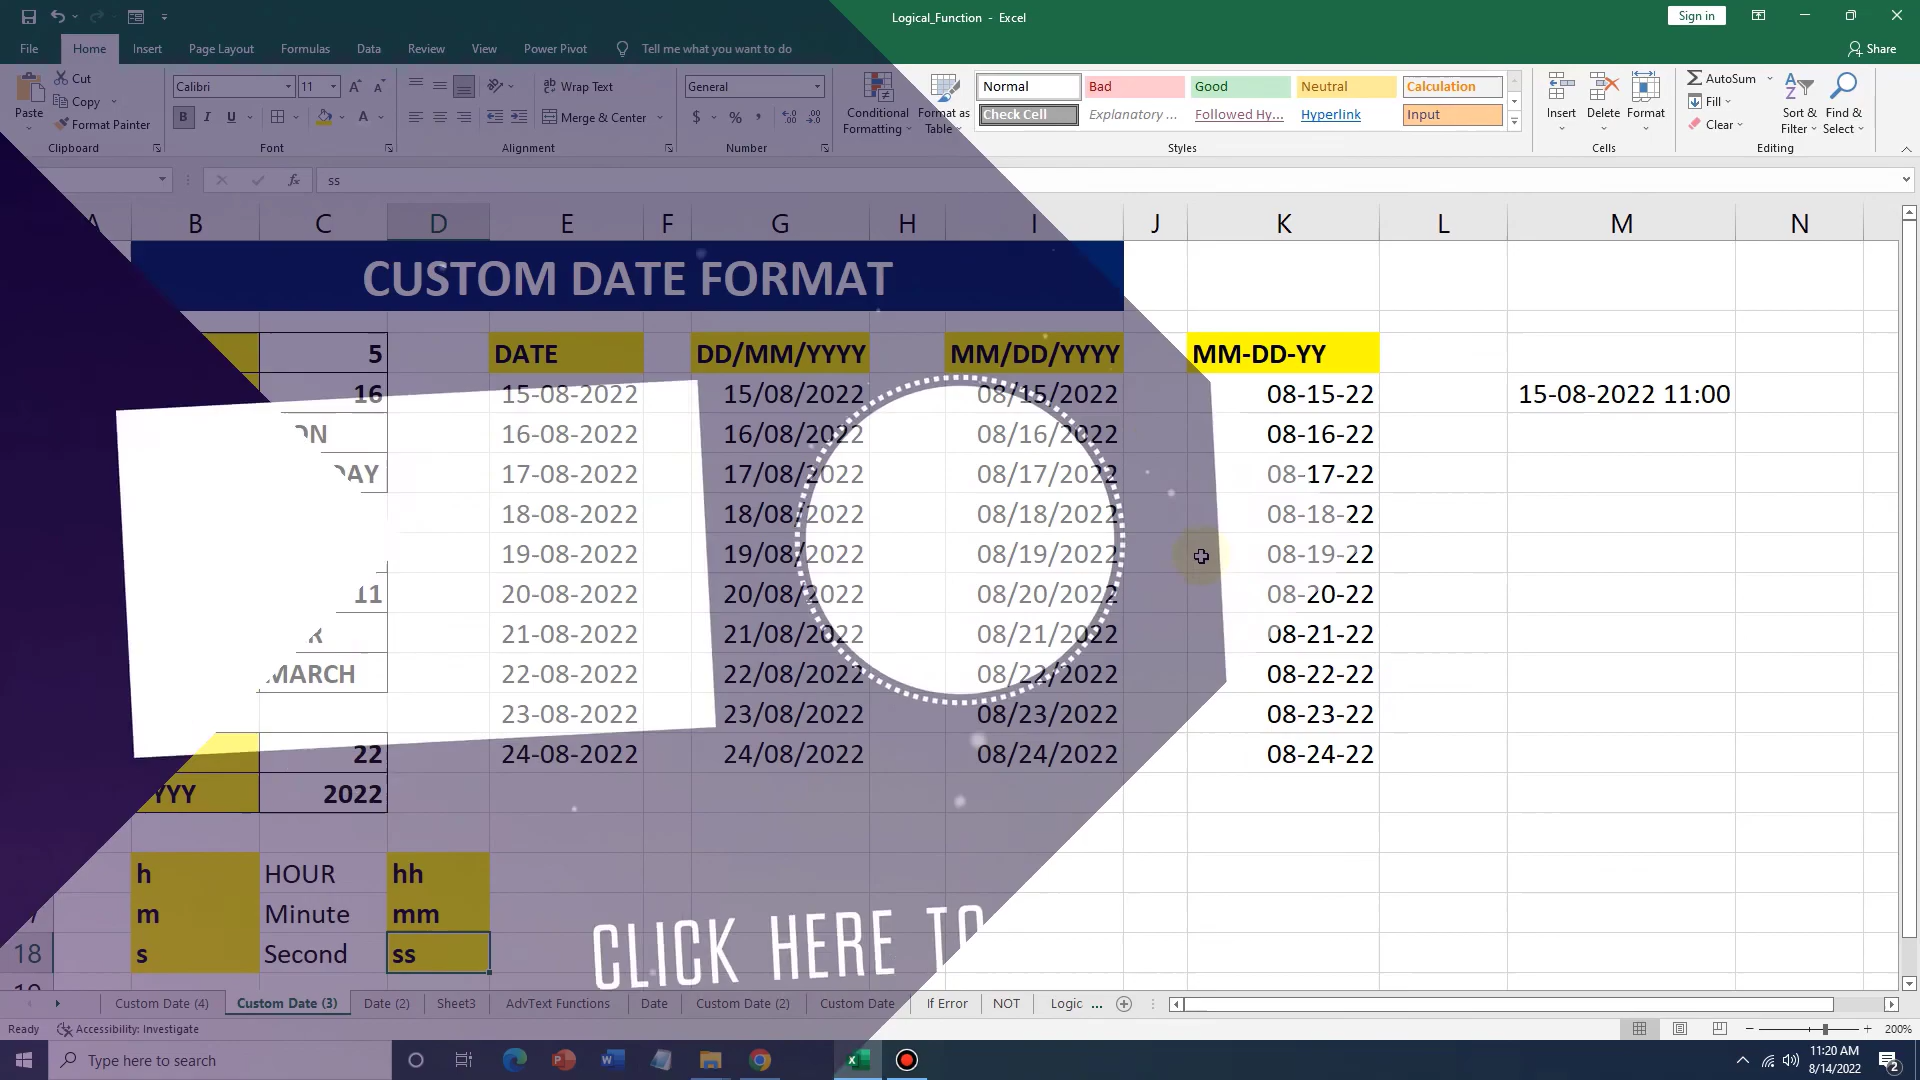 Logical_Function - Excel
Sign in
File Home Insert Page Layout Formulas Data Review View Power Pivot Tell me what you want to do Share
Paste Cut Copy Format Painter Clipboard
Calibri 11 B I U Font
Wrap Text Merge & Center Alignment
General $ % , Number
Conditional Formatting Format as Table
Normal Bad Good Neutral Calculation
Check Cell Explanatory ... Followed Hy... Hyperlink Input
Styles
Insert Delete Format Cells
AutoSum Fill Clear Sort & Filter Find & Select Editing
fx ss
A B C D E F G H I J K L M N
CUSTOM DATE FORMAT
5 DATE DD/MM/YYYY MM/DD/YYYY MM-DD-YY
16 15-08-2022 15/08/2022 08/15/2022 08-15-22 15-08-2022 11:00
ON 16-08-2022 16/08/2022 08/16/2022 08-16-22
DAY 17-08-2022 17/08/2022 08/17/2022 08-17-22
18-08-2022 18/08/2022 08/18/2022 08-18-22
19-08-2022 19/08/2022 08/19/2022 08-19-22
11 20-08-2022 20/08/2022 08/20/2022 08-20-22
R 21-08-2022 21/08/2022 08/21/2022 08-21-22
MARCH 22-08-2022 22/08/2022 08/22/2022 08-22-22
23-08-2022 23/08/2022 08/23/2022 08-23-22
22 24-08-2022 24/08/2022 08/24/2022 08-24-22
YYY 2022
h HOUR hh
m Minute mm
18 s Second ss
CLICK HERE TO
Custom Date (4) Custom Date (3) Date (2) Sheet3 AdvText Functions Date Custom Date (2) Custom Date If Error NOT Logic ...
Ready Accessibility: Investigate 200%
Type here to search 11:20 AM
8/14/2022 2